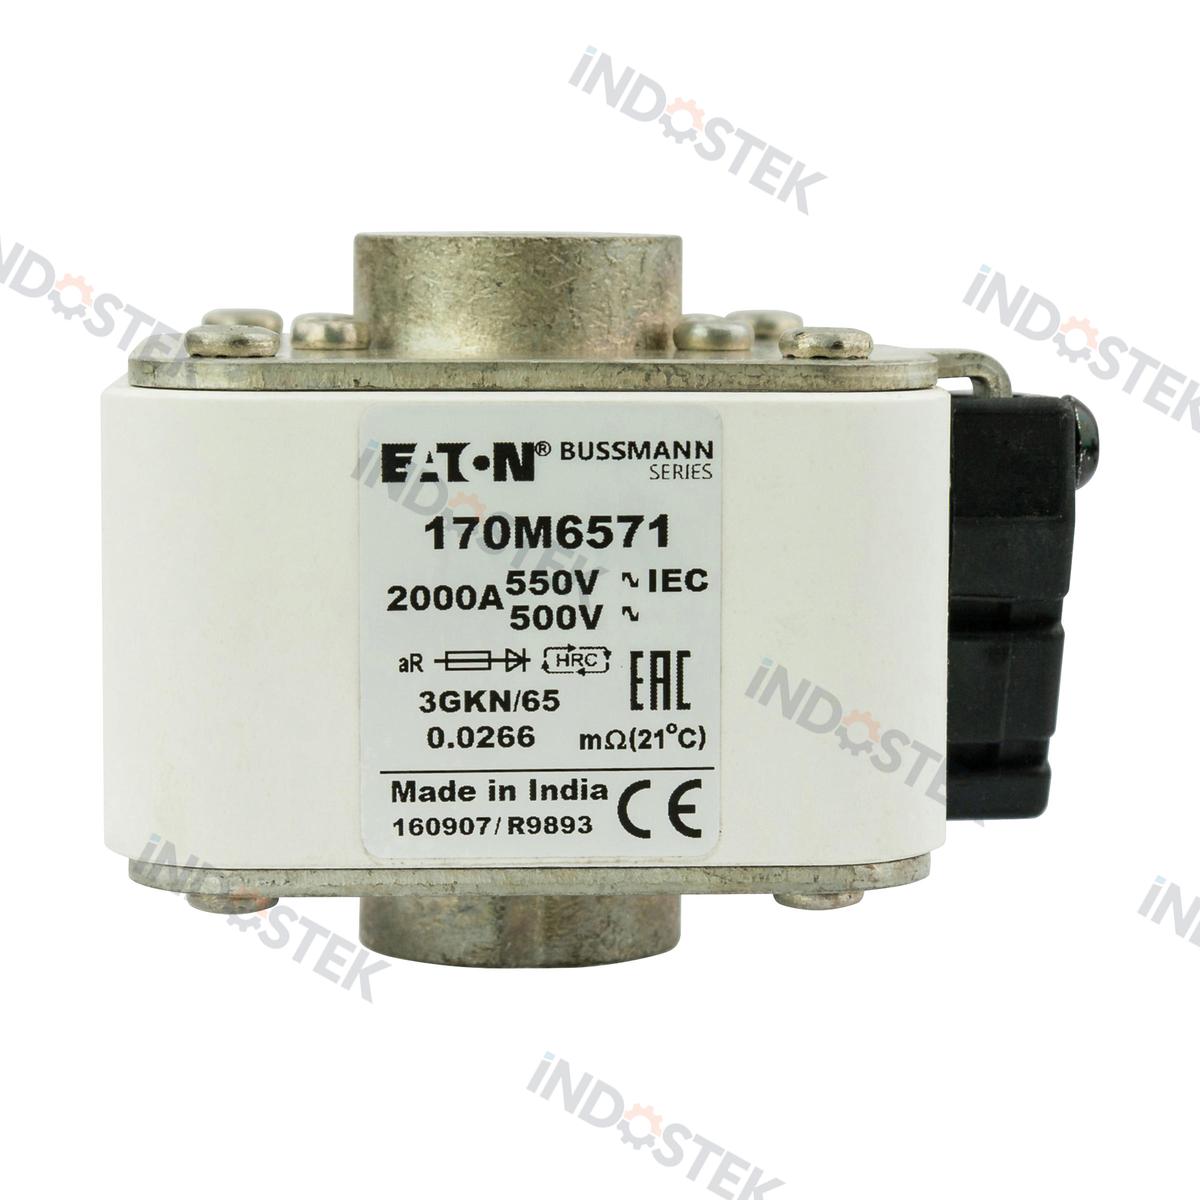 EATON® BUSSMANN
SERIES
170M6571
2000A 550V ∿ IEC
500V ∿
aR HRC EAC
3GKN/65
0.0266 mΩ(21°C)
Made in India CE
160907/R9893
iNDOSTEK
iNDOSTEK
iNDOSTEK
iNDOSTEK
iNDOSTEK
iNDOSTEK
iNDOSTEK